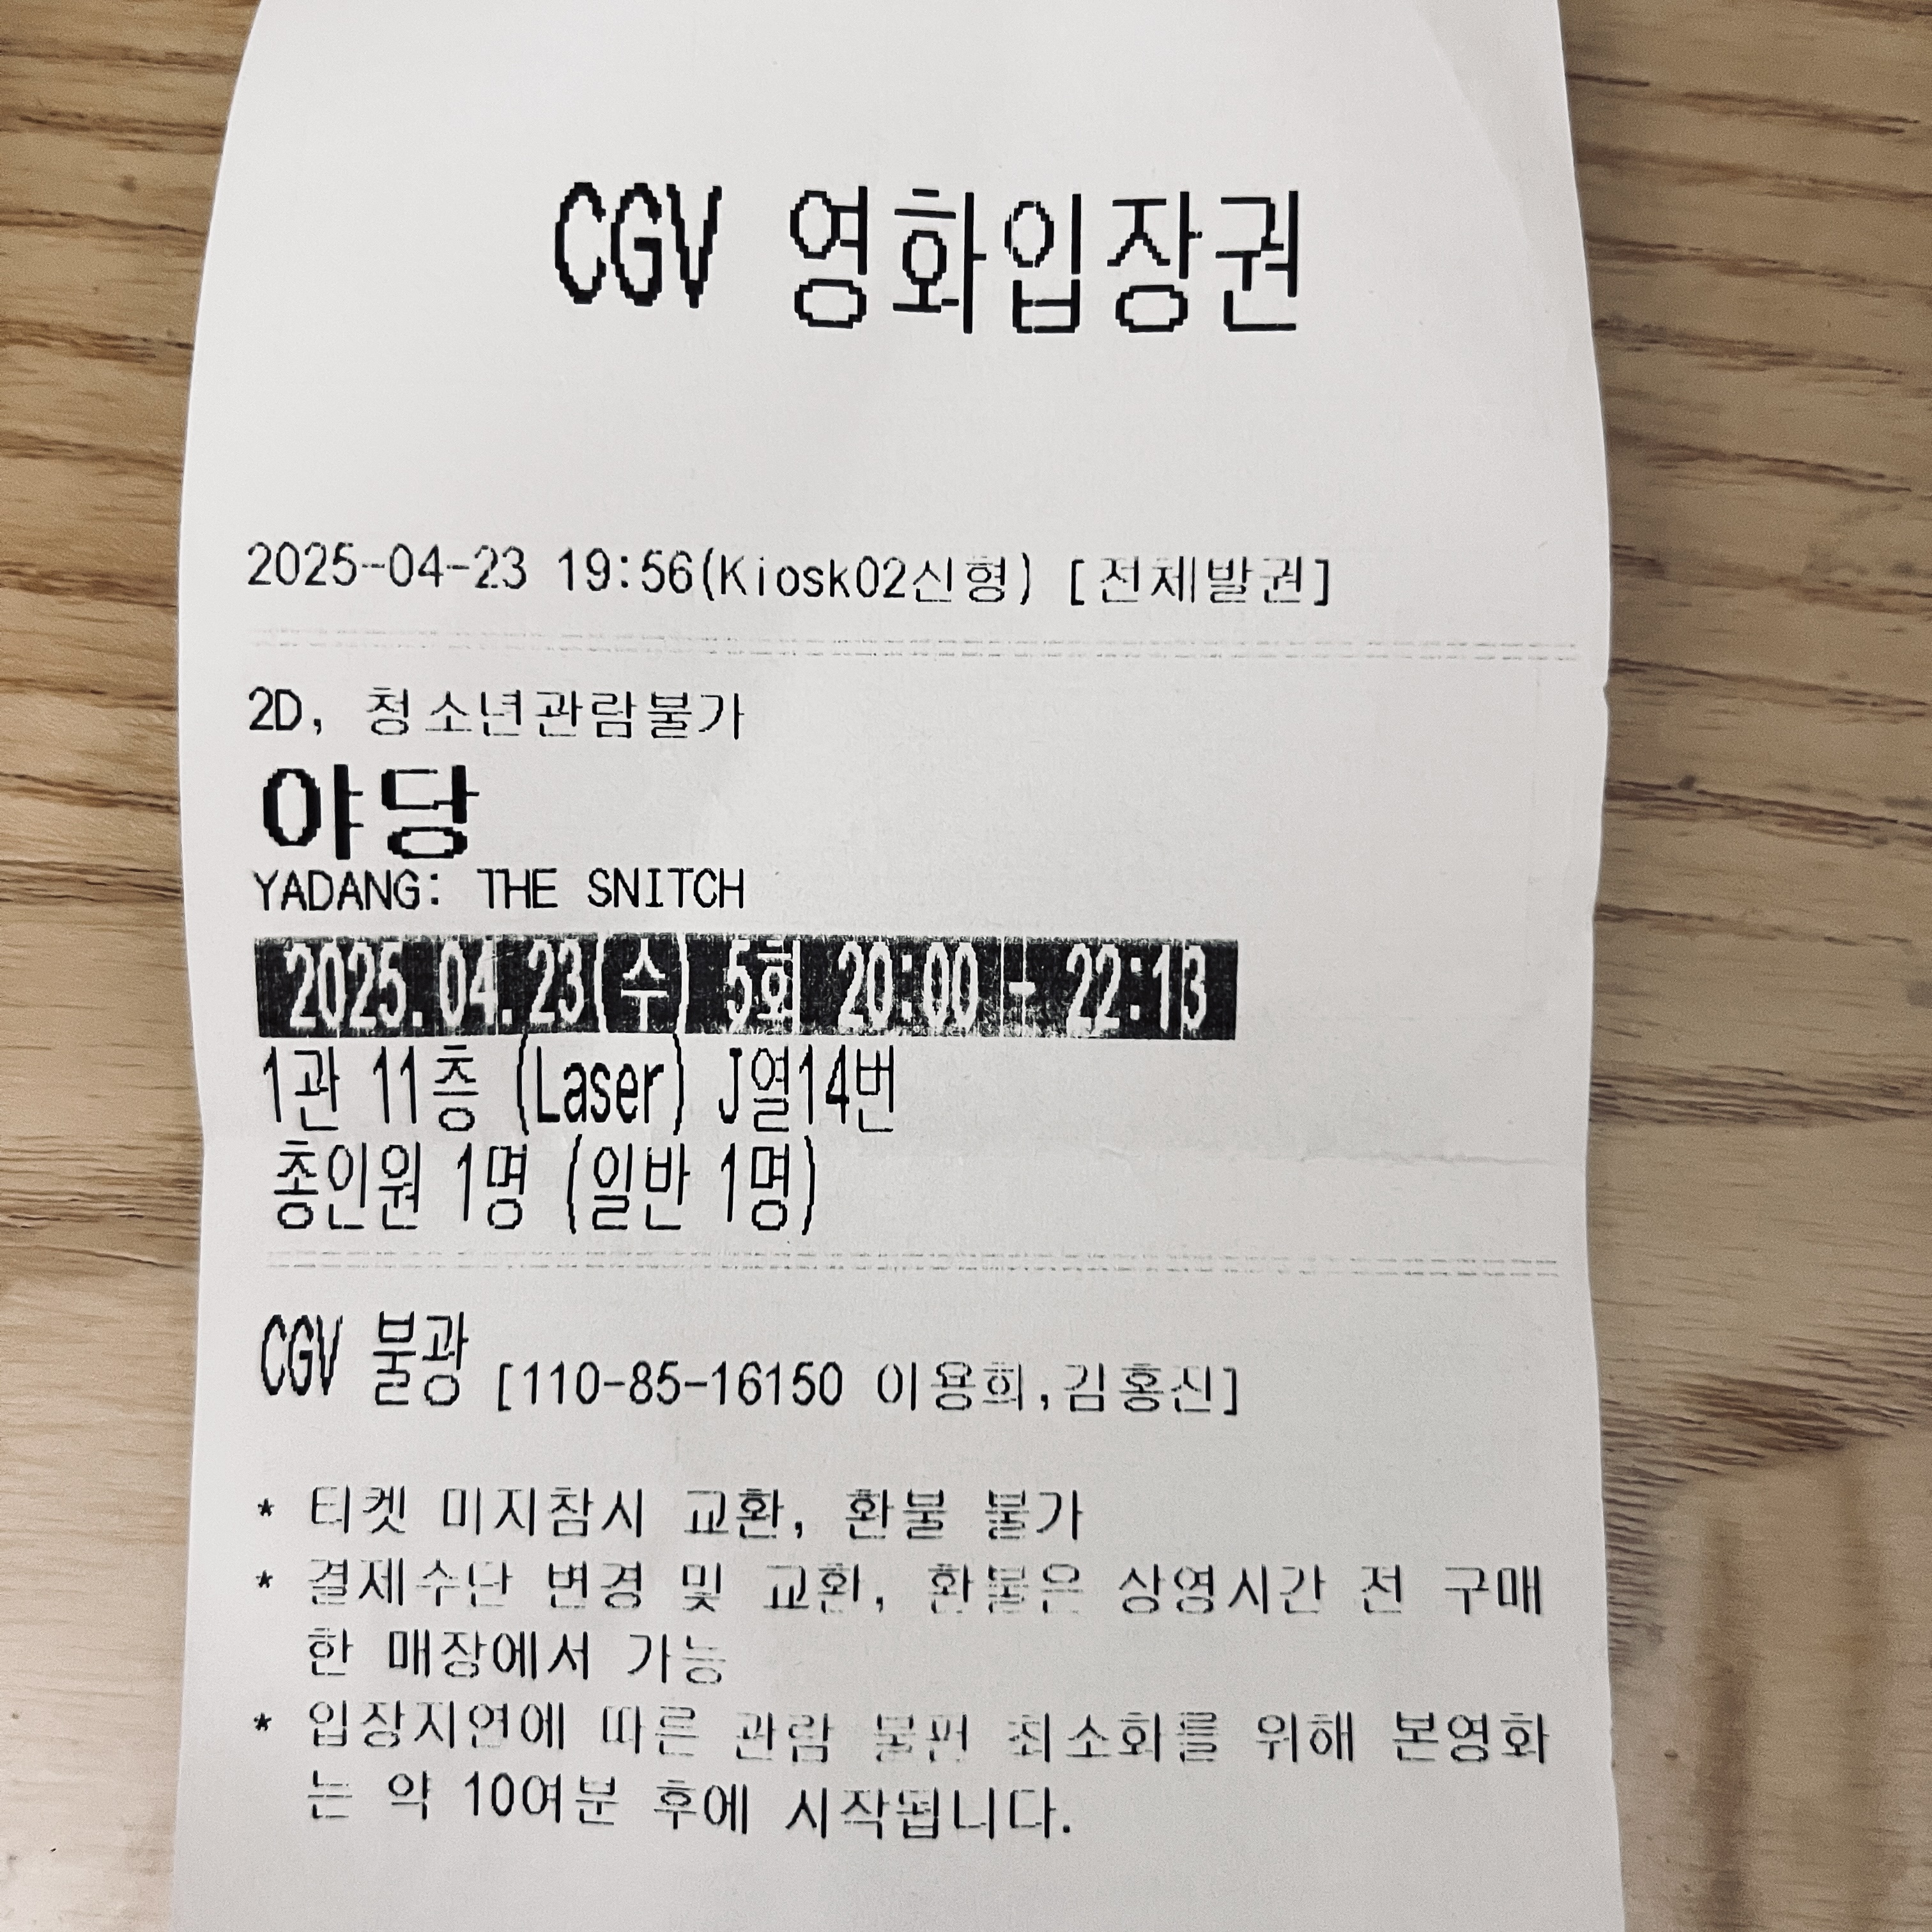 CGV 영화입장권
2025-04-23 19:56(Kiosk02신형) [전체발권]
2D, 청소년관람불가
야당
YADANG: THE SNITCH
2025.04.23(수) 5회 20:00 - 22:13
1관 11층 (Laser) J열14번
총인원 1명 (일반 1명)
CGV 불광 [110-85-16150 이용희,김홍신]
* 티켓 미지참시 교환, 환불 불가
* 결제수단 변경 및 교환, 환불은 상영시간 전 구매
한 매장에서 가능
* 입장지연에 따른 관람 불편 최소화를 위해 본영화
는 약 10여분 후에 시작됩니다.